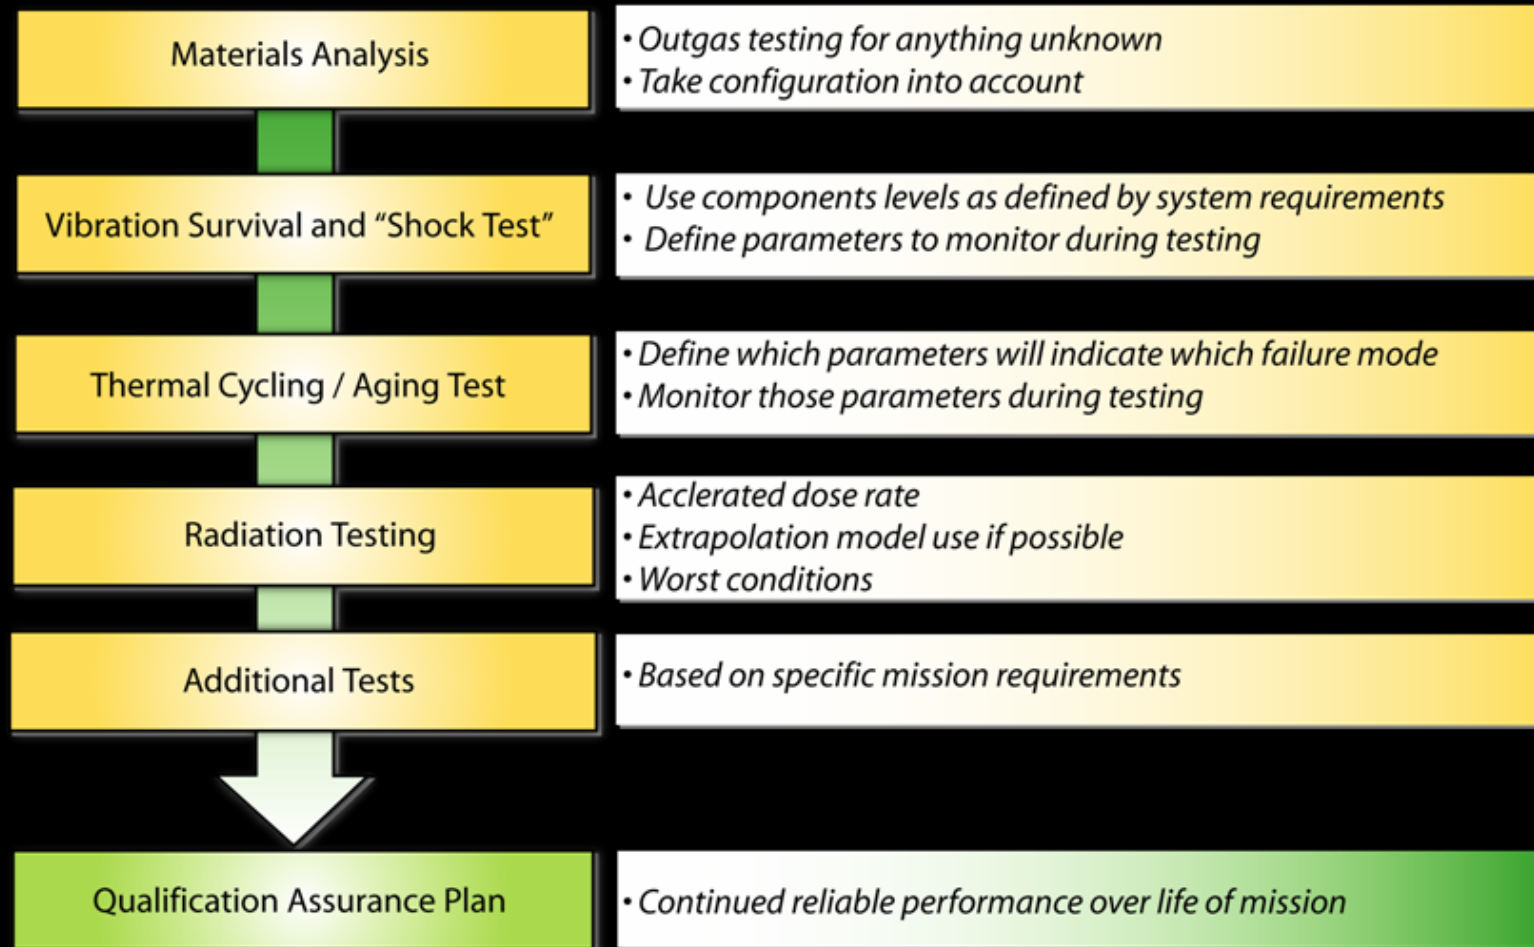 Materials Analysis
• Outgas testing for anything unknown
• Take configuration into account
Vibration Survival and “Shock Test”
• Use components levels as defined by system requirements
• Define parameters to monitor during testing
Thermal Cycling / Aging Test
• Define which parameters will indicate which failure mode
• Monitor those parameters during testing
Radiation Testing
• Acclerated dose rate
• Extrapolation model use if possible
• Worst conditions
Additional Tests
• Based on specific mission requirements
Qualification Assurance Plan
• Continued reliable performance over life of mission